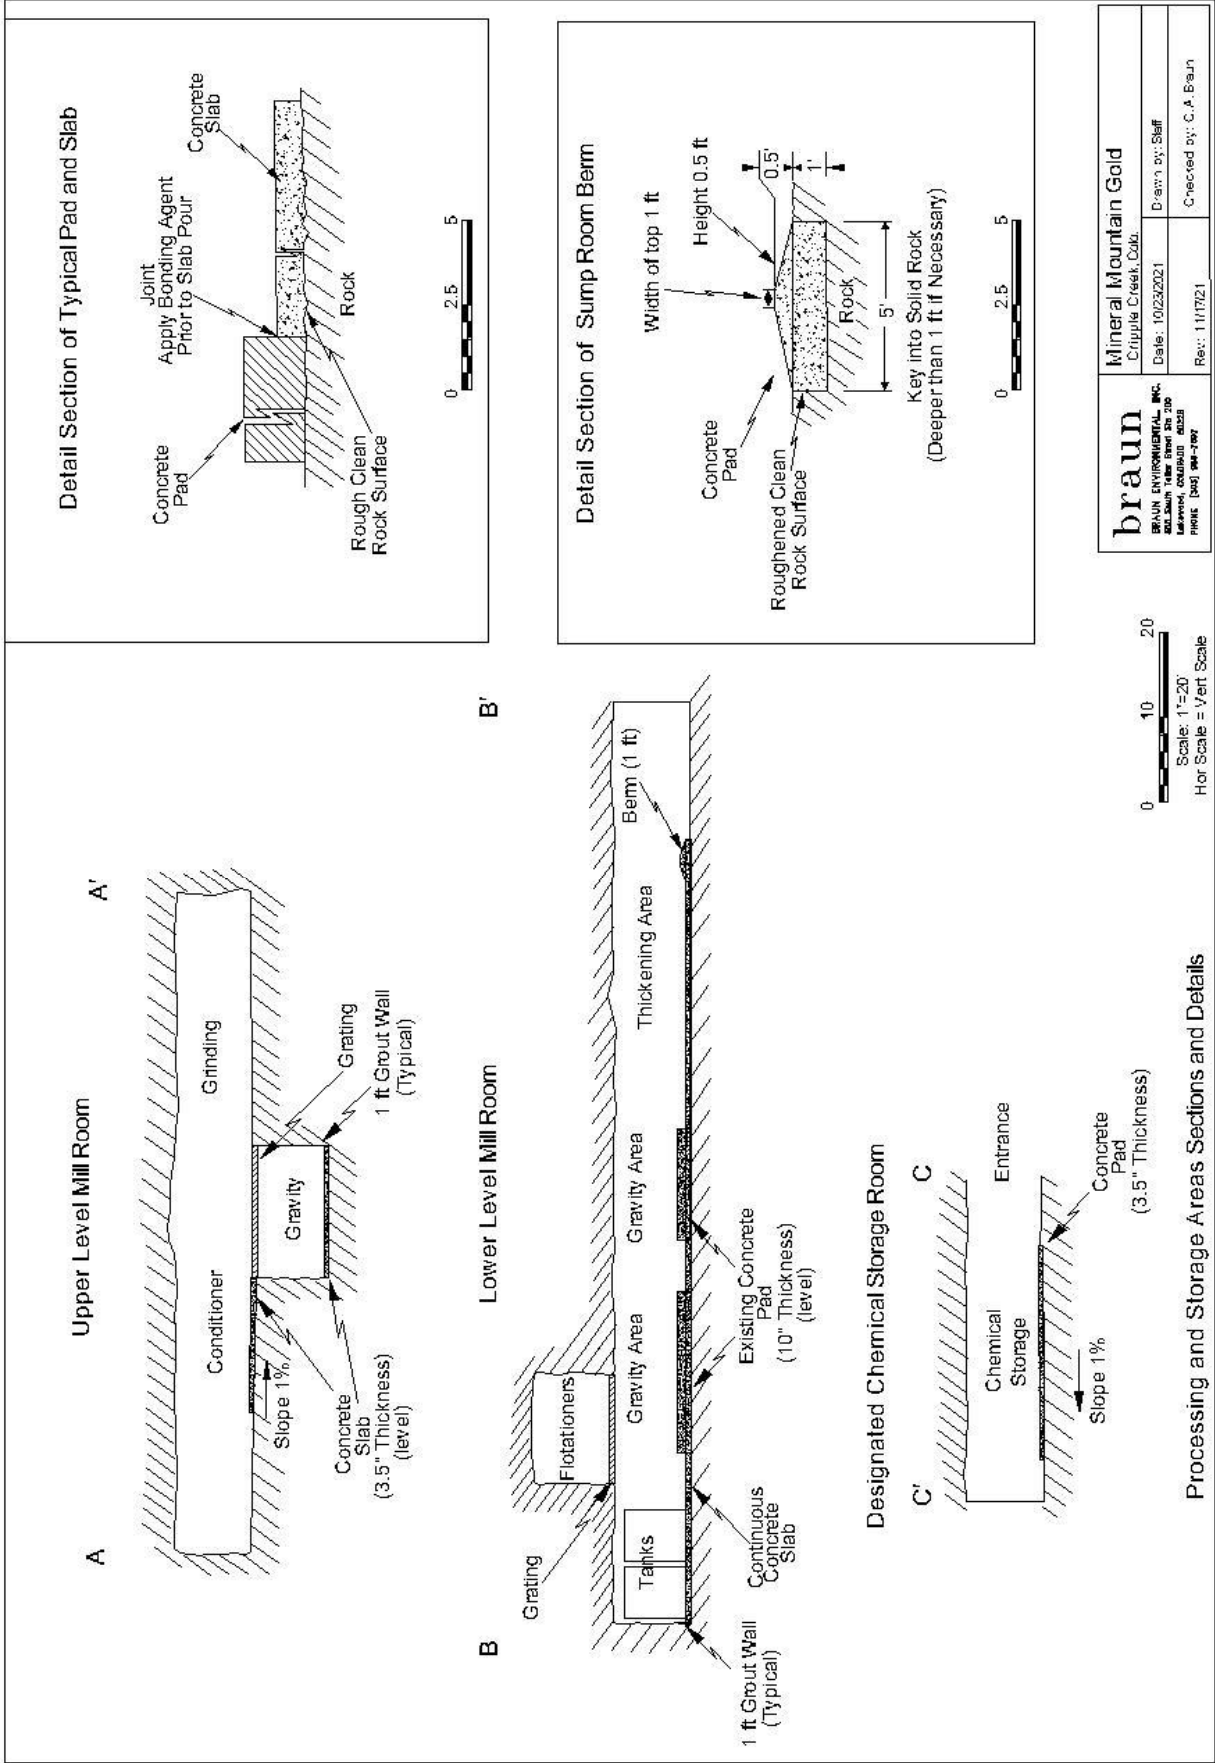 Upper Level Mill Room
A
A'
Conditioner
Grinding
Slope 1%
Gravity
Grating
Concrete
Slab
(3.5" Thickness)
(level)
1 ft Grout Wall
(Typical)
Lower Level Mill Room
B
B'
Grating
Flotationers
Tanks
Gravity Area
Gravity Area
Thickening Area
Berm (1 ft)
1 ft Grout Wall
(Typical)
Continuous
Concrete
Slab
Existing Concrete
Pad
(10" Thickness)
(level)
Designated Chemical Storage Room
C'
C
Chemical
Storage
Entrance
Slope 1%
Concrete
Pad
(3.5" Thickness)
Processing and Storage Areas Sections and Details
Detail Section of Typical Pad and Slab
Concrete
Pad
Joint
Apply Bonding Agent
Prior to Slab Pour
Concrete
Slab
Rough Clean
Rock Surface
Rock
0 2.5 5
Detail Section of Sump Room Berm
Width of top 1 ft
Concrete
Pad
Height 0.5 ft
0.5'
1'
Roughened Clean
Rock Surface
Rock
5'
Key into Solid Rock
(Deeper than 1 ft if Necessary)
0 2.5 5
0 10 20
Scale: 1"=20'
Hor Scale = Vert Scale
braun
BRAUN ENVIRONMENTAL, INC.
Mineral Mountain Gold
Cripple Creek, Colo.
Date: 10/23/2021
Drawn by: Staff
Rev: 11/17/21
Checked by: C.A. Braun